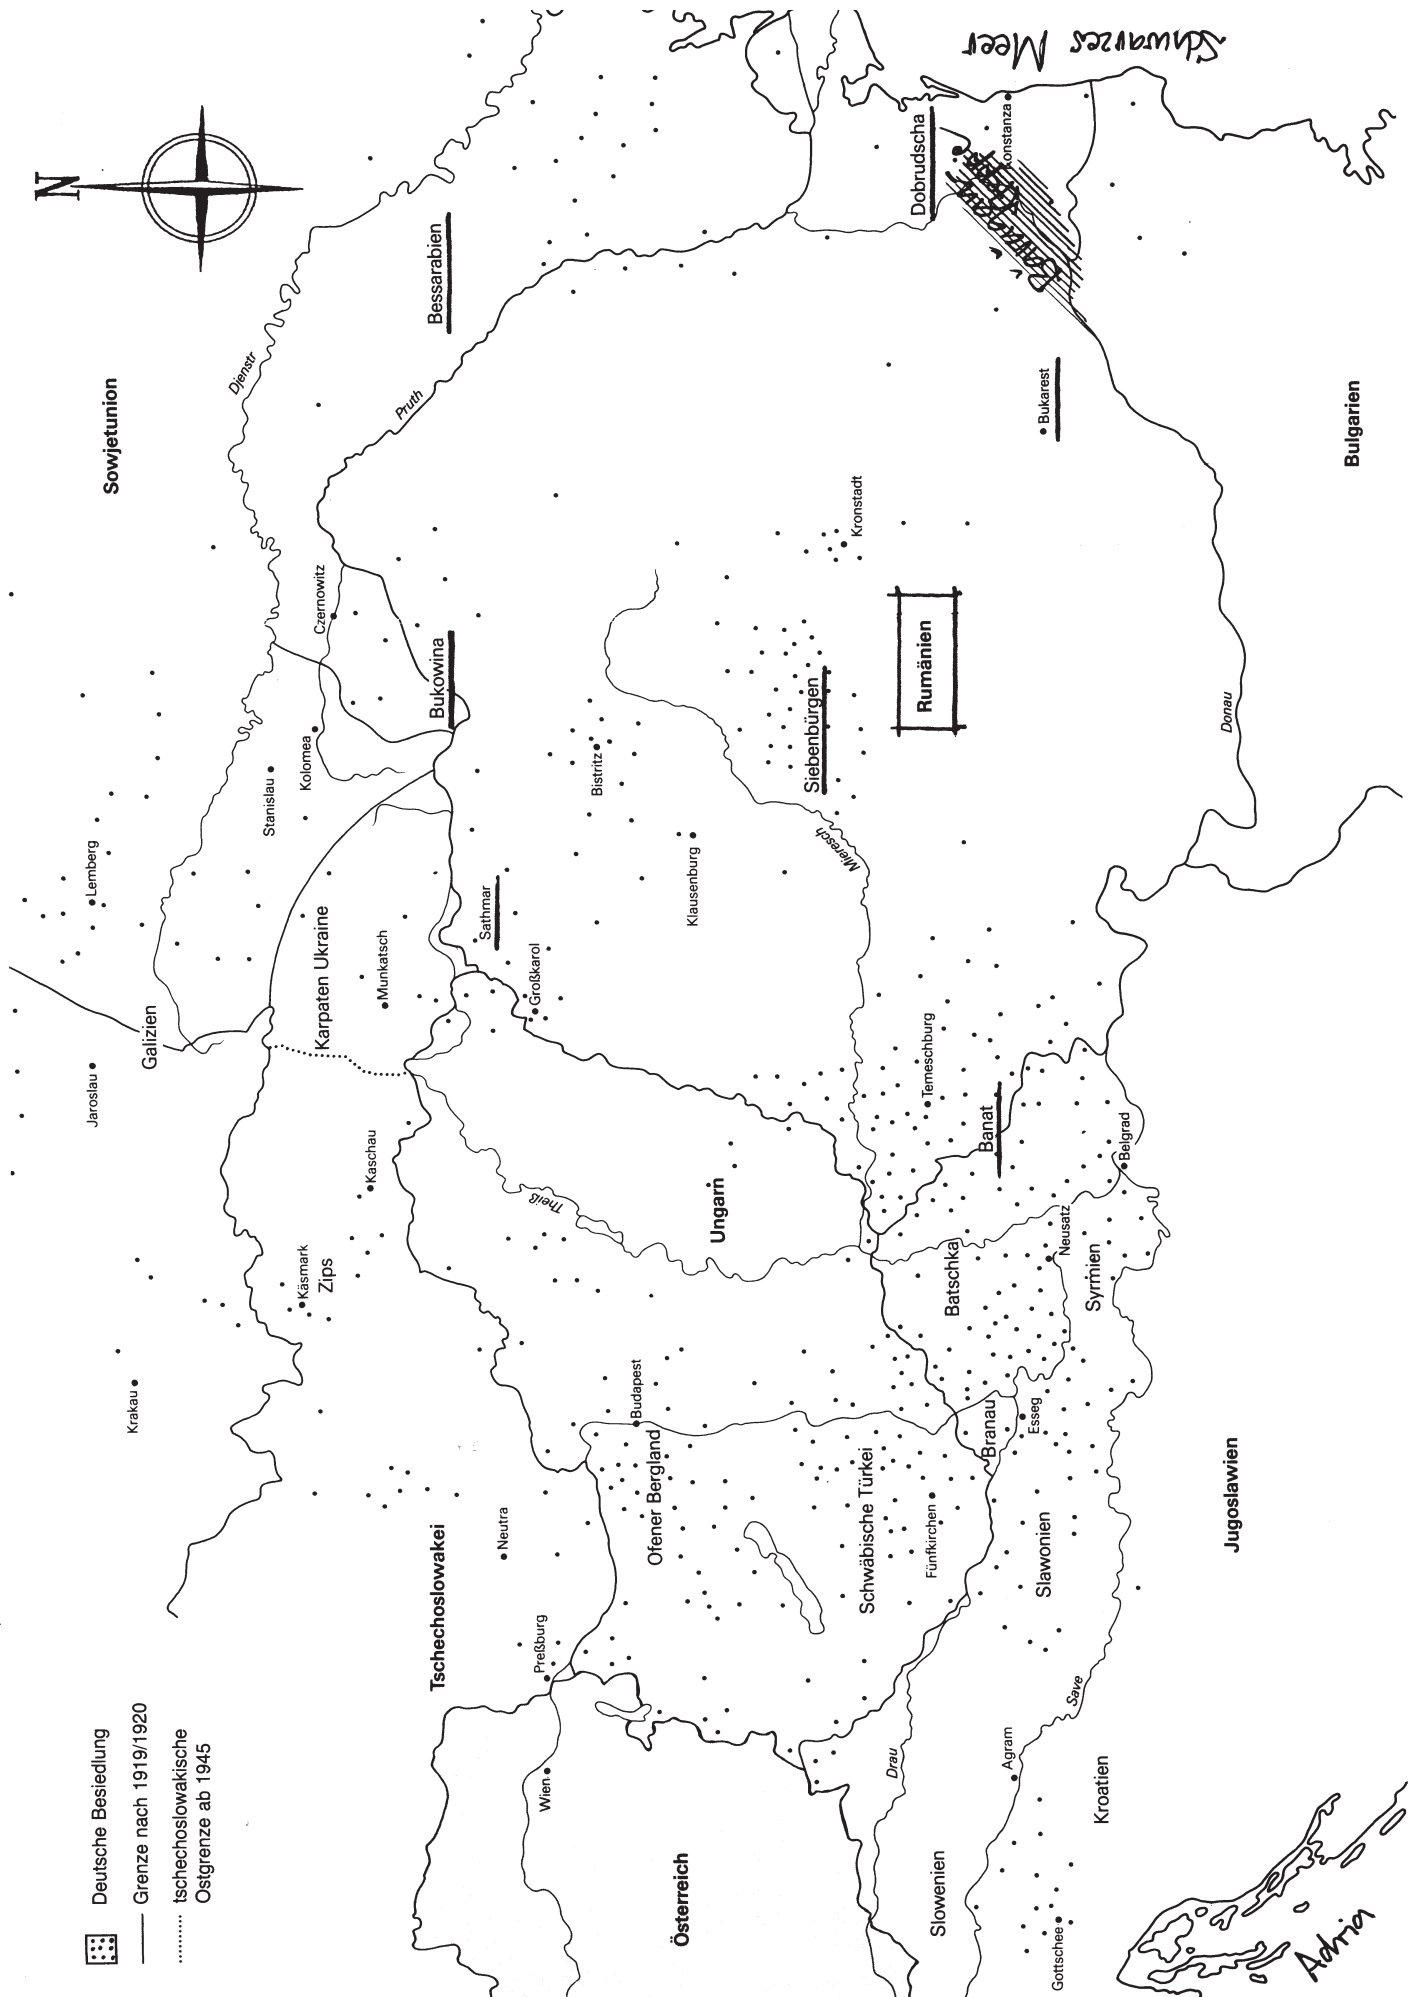 Deutsche Besiedlung
Grenze nach 1919/1920
tschechoslowakische
Ostgrenze ab 1945
N
Sowjetunion
Krakau
Jaroslau
Lemberg
Galizien
Stanislau
Kolomea
Czernowitz
Djenstr
Pruth
Bessarabien
Käsmark
Zips
Kaschau
Karpaten Ukraine
Munkatsch
Bukowina
Tschechoslowakei
Neutra
Preßburg
Wien
Österreich
Sathmar
Großkarol
Theiß
Bistritz
Klausenburg
Budapest
Ofener Bergland
Ungarn
Siebenbürgen
Mieresch
Kronstadt
Rumänien
Schwäbische Türkei
Fünfkirchen
Temeschburg
Banat
Batschka
Branau
Esseg
Neusatz
Syrmien
Belgrad
Slawonien
Drau
Save
Slowenien
Agram
Kroatien
Gottschee
Jugoslawien
Donau
Bukarest
Bulgarien
Dobrudscha
Konstanza
Schwarzes Meer
Adria